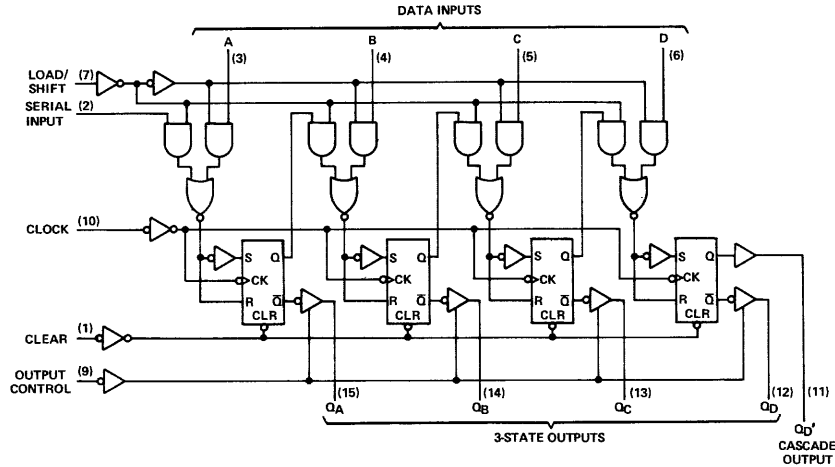 DATA INPUTS
A B C D
(3) (4) (5) (6)
LOAD/ (7)
SHIFT
SERIAL (2)
INPUT
CLOCK (10)
S Q S Q S Q S Q
CK CK CK CK
R Q̅ R Q̅ R Q̅ R Q̅
CLR CLR CLR CLR
CLEAR (1)
OUTPUT (9)
CONTROL
(15) (14) (13) (12) (11)
QA QB QC QD
3-STATE OUTPUTS
QD'
CASCADE
OUTPUT